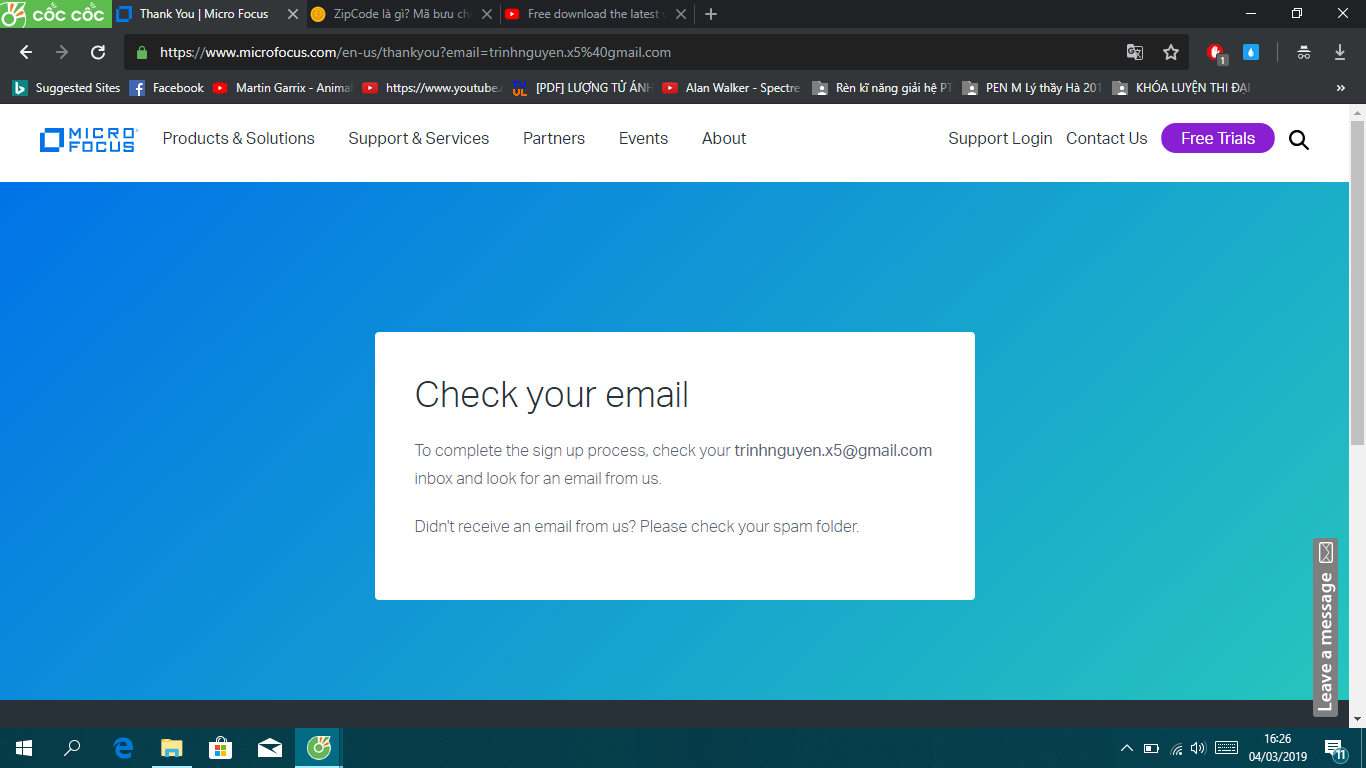 CỐC CỐC
Thank You | Micro Focus
ZipCode là gì? Mã bưu chí
Free download the latest v
https://www.microfocus.com/en-us/thankyou?email=trinhnguyen.x5%40gmail.com
1
Suggested Sites
Facebook
Martin Garrix - Animal
https://www.youtube.
[PDF] LƯỢNG TỬ ÁNH
Alan Walker - Spectre
Rèn kĩ năng giải hệ PT
PEN M Lý thầy Hà 201
KHÓA LUYỆN THI ĐẠI
»
MICRO
FOCUS
Products & Solutions
Support & Services
Partners
Events
About
Support Login
Contact Us
Free Trials
Check your email
To complete the sign up process, check your trinhnguyen.x5@gmail.com
inbox and look for an email from us.
Didn't receive an email from us? Please check your spam folder.
Leave a message
16:26
04/03/2019
11